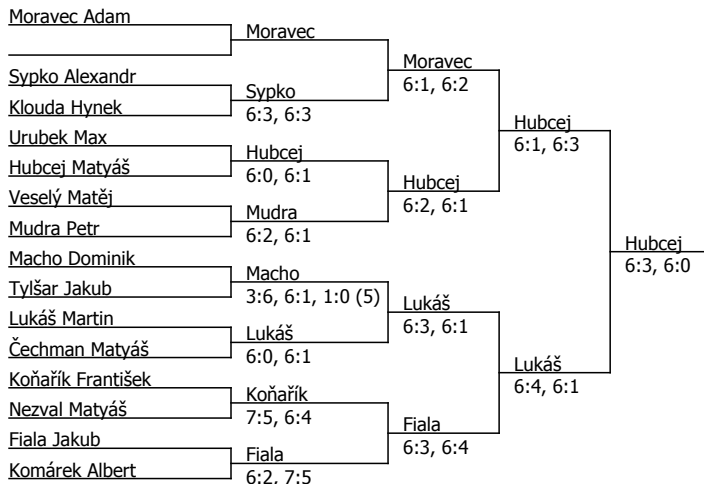 Moravec Adam
Sypko Alexandr
Klouda Hynek
Urubek Max
Hubcej Matyáš
Veselý Matěj
Mudra Petr
Macho Dominik
Tylšar Jakub
Lukáš Martin
Čechman Matyáš
Koňařík František
Nezval Matyáš
Fiala Jakub
Komárek Albert
Moravec
Sypko
6:3, 6:3
Hubcej
6:0, 6:1
Mudra
6:2, 6:1
Macho
3:6, 6:1, 1:0 (5)
Lukáš
6:0, 6:1
Koňařík
7:5, 6:4
Fiala
6:2, 7:5
Moravec
6:1, 6:2
Hubcej
6:2, 6:1
Lukáš
6:3, 6:1
Fiala
6:3, 6:4
Hubcej
6:1, 6:3
Lukáš
6:4, 6:1
Hubcej
6:3, 6:0